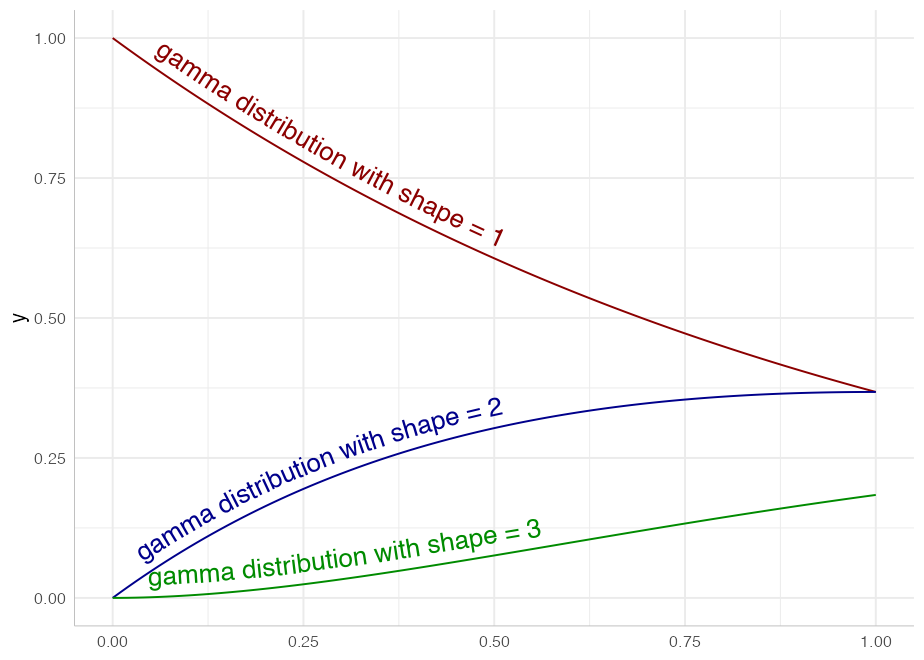 1.00
gamma distribution with shape = 1
0.75
y
0.50
gamma distribution with shape = 2
0.25
gamma distribution with shape = 3
0.00
0.00 0.25 0.50 0.75 1.00